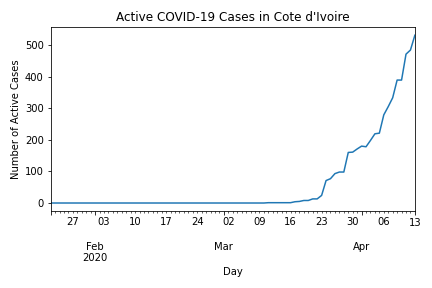 Active COVID-19 Cases in Cote d'Ivoire
Number of Active Cases
500
400
300
200
100
0
27 03 10 17 24 02 09 16 23 30 06 13
Feb Mar Apr
2020
Day